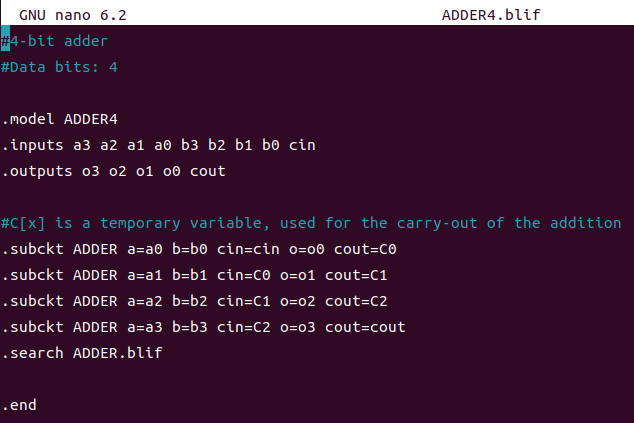 GNU nano 6.2 ADDER4.blif
#4-bit adder
#Data bits: 4
.model ADDER4
.inputs a3 a2 a1 a0 b3 b2 b1 b0 cin
.outputs o3 o2 o1 o0 cout
#C[x] is a temporary variable, used for the carry-out of the addition
.subckt ADDER a=a0 b=b0 cin=cin o=o0 cout=C0
.subckt ADDER a=a1 b=b1 cin=C0 o=o1 cout=C1
.subckt ADDER a=a2 b=b2 cin=C1 o=o2 cout=C2
.subckt ADDER a=a3 b=b3 cin=C2 o=o3 cout=cout
.search ADDER.blif
.end